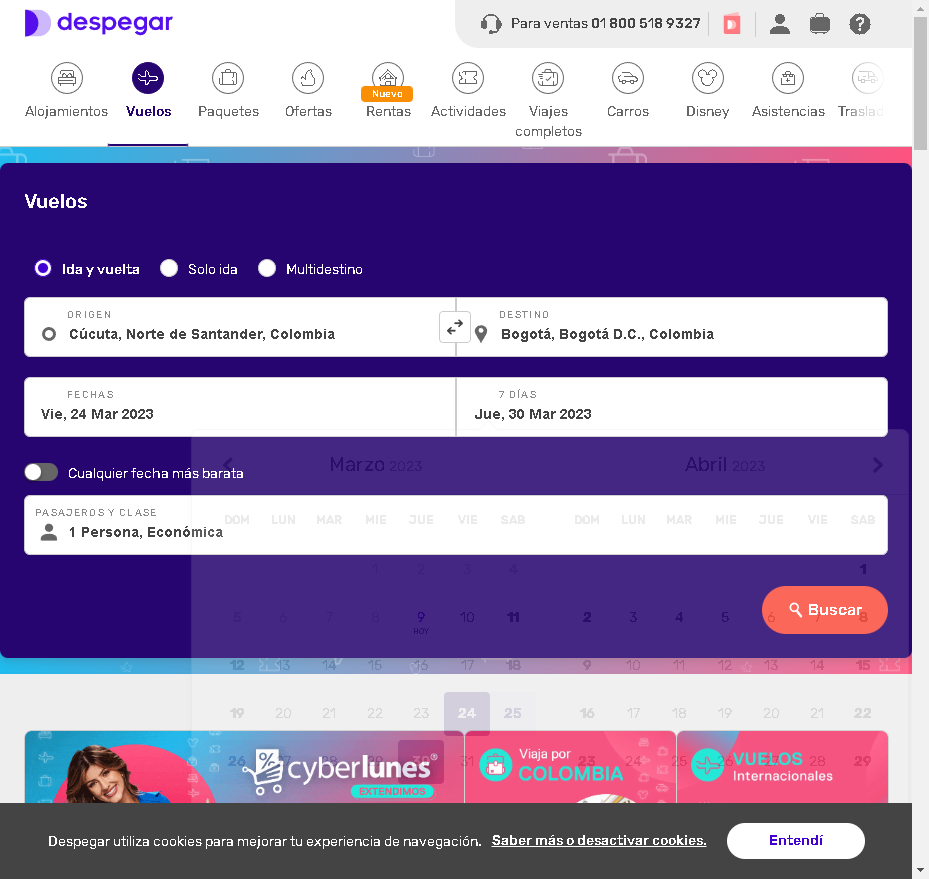 despegar
Para ventas 01 800 518 9327
Alojamientos
Vuelos
Paquetes
Ofertas
Nuevo
Rentas
Actividades
Viajes
completos
Carros
Disney
Asistencias
Traslad
Vuelos
Ida y vuelta
Solo ida
Multidestino
ORIGEN
Cúcuta, Norte de Santander, Colombia
DESTINO
Bogotá, Bogotá D.C., Colombia
FECHAS
Vie, 24 Mar 2023
7 DÍAS
Jue, 30 Mar 2023
Marzo 2023
Abril 2023
Cualquier fecha más barata
PASAJEROS Y CLASE
1 Persona, Económica
DOM LUN MAR MIE JUE VIE SAB
DOM LUN MAR MIE JUE VIE SAB
1 2 3 4
1
5 6 7 8 9 10 11
HOY
2 3 4 5 6 7 8
Buscar
12 13 14 15 16 17 18
9 10 11 12 13 14 15
19 20 21 22 23 24 25
16 17 18 19 20 21 22
26 27 28 29 30 31
23 24 25 26 27 28 29
% cyberlunes®
EXTENDIMOS
Viaja por
COLOMBIA
VUELOS
Internacionales
Despegar utiliza cookies para mejorar tu experiencia de navegación. Saber más o desactivar cookies.
Entendí